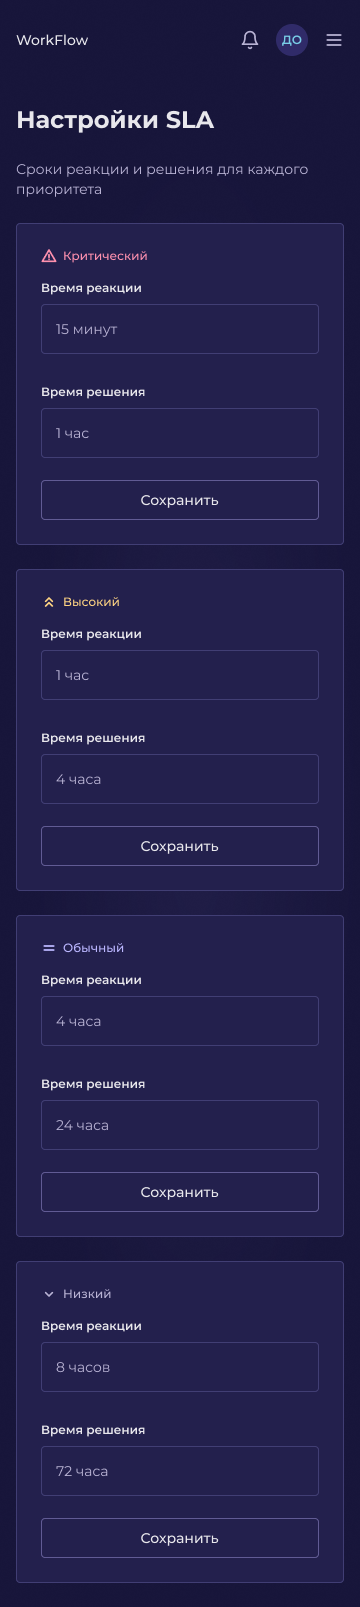 WorkFlow
ДО
Настройки SLA
Сроки реакции и решения для каждого
приоритета
Критический
Время реакции
15 минут
Время решения
1 час
Сохранить
Высокий
Время реакции
1 час
Время решения
4 часа
Сохранить
Обычный
Время реакции
4 часа
Время решения
24 часа
Сохранить
Низкий
Время реакции
8 часов
Время решения
72 часа
Сохранить